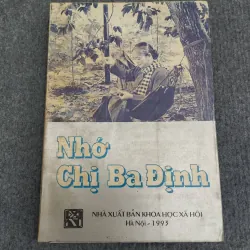 Nhớ
Chị Ba Định
NHÀ XUẤT BẢN KHOA HỌC XÃ HỘI
Hà Nội - 1995